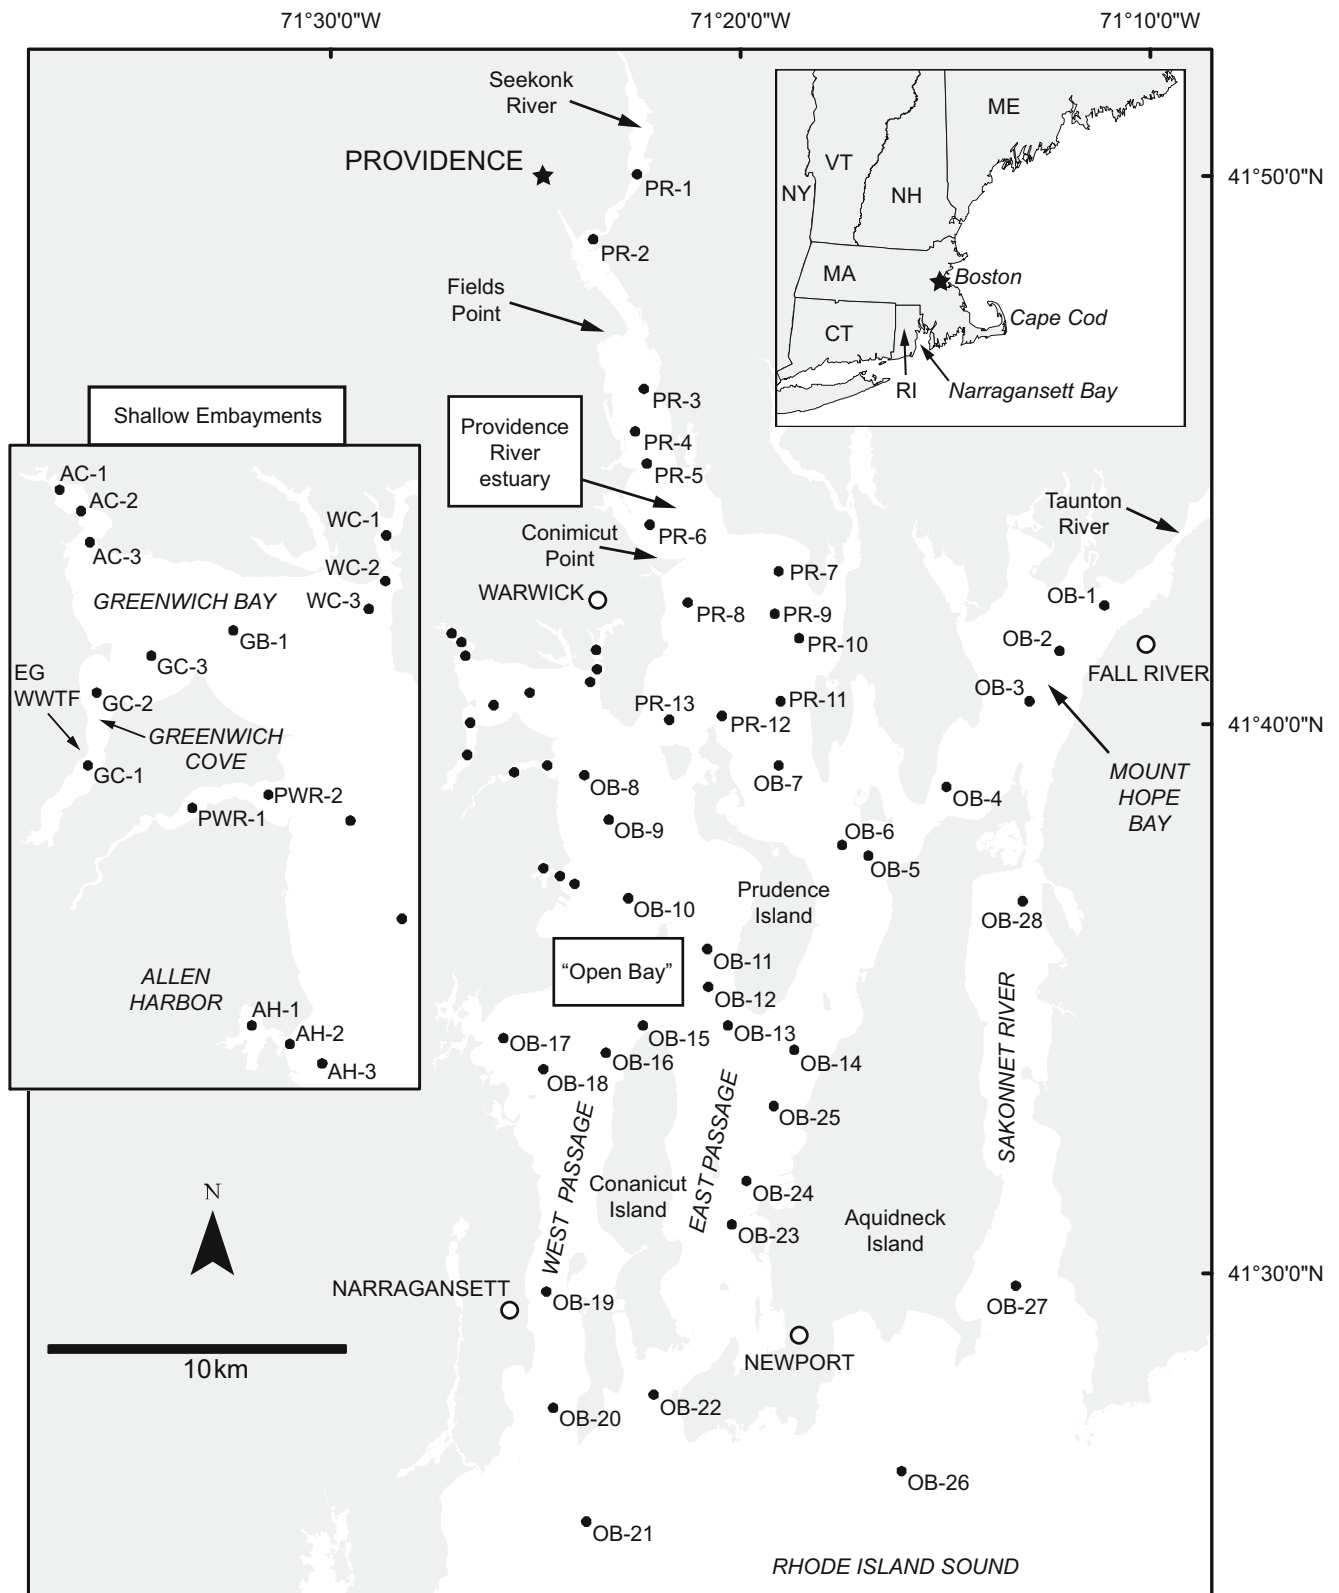 71°30'0"W
71°20'0"W
71°10'0"W
Seekonk
River
PROVIDENCE
PR-1
PR-2
Fields
Point
ME
VT
NY
NH
MA
Boston
Cape Cod
CT
RI
Narragansett Bay
41°50'0"N
Shallow Embayments
Providence
River
estuary
PR-3
PR-4
PR-5
PR-6
Conimicut
Point
WARWICK
PR-7
PR-8
PR-9
PR-10
PR-11
PR-12
PR-13
Taunton
River
OB-1
OB-2
FALL RIVER
OB-3
41°40'0"N
MOUNT
HOPE
BAY
AC-1
AC-2
AC-3
WC-1
WC-2
WC-3
GREENWICH BAY
GB-1
GC-3
EG
WWTF
GC-2
GREENWICH
COVE
GC-1
PWR-2
PWR-1
ALLEN
HARBOR
AH-1
AH-2
AH-3
OB-7
OB-8
OB-4
OB-9
OB-6
OB-5
Prudence
Island
OB-10
OB-28
"Open Bay"
OB-11
OB-12
OB-13
OB-15
OB-17
OB-16
OB-14
OB-18
SAKONNET RIVER
OB-25
WEST PASSAGE
EAST PASSAGE
Conanicut
Island
OB-24
OB-23
Aquidneck
Island
N
NARRAGANSETT
OB-19
41°30'0"N
OB-27
10km
NEWPORT
OB-22
OB-20
OB-26
OB-21
RHODE ISLAND SOUND